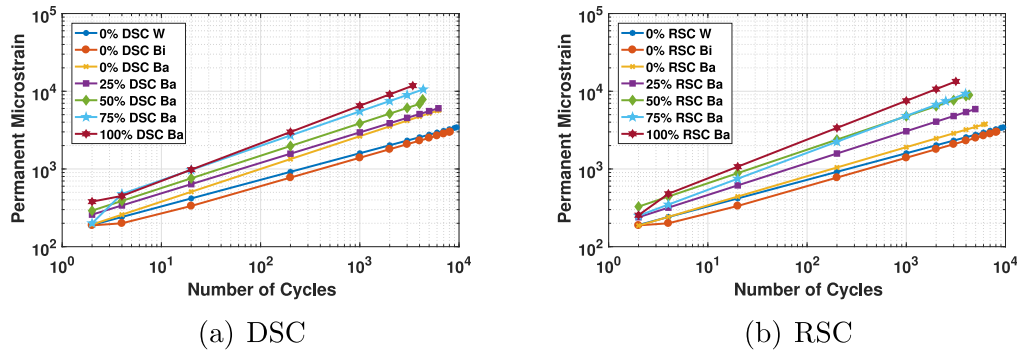 10^5
10^4
10^3
10^2
Permanent Microstrain
0% DSC W
0% DSC Bi
0% DSC Ba
25% DSC Ba
50% DSC Ba
75% DSC Ba
100% DSC Ba
10^0
10^1
10^2
10^3
10^4
Number of Cycles
(a) DSC
10^5
10^4
10^3
10^2
Permanent Microstrain
0% RSC W
0% RSC Bi
0% RSC Ba
25% RSC Ba
50% RSC Ba
75% RSC Ba
100% RSC Ba
10^0
10^1
10^2
10^3
10^4
Number of Cycles
(b) RSC